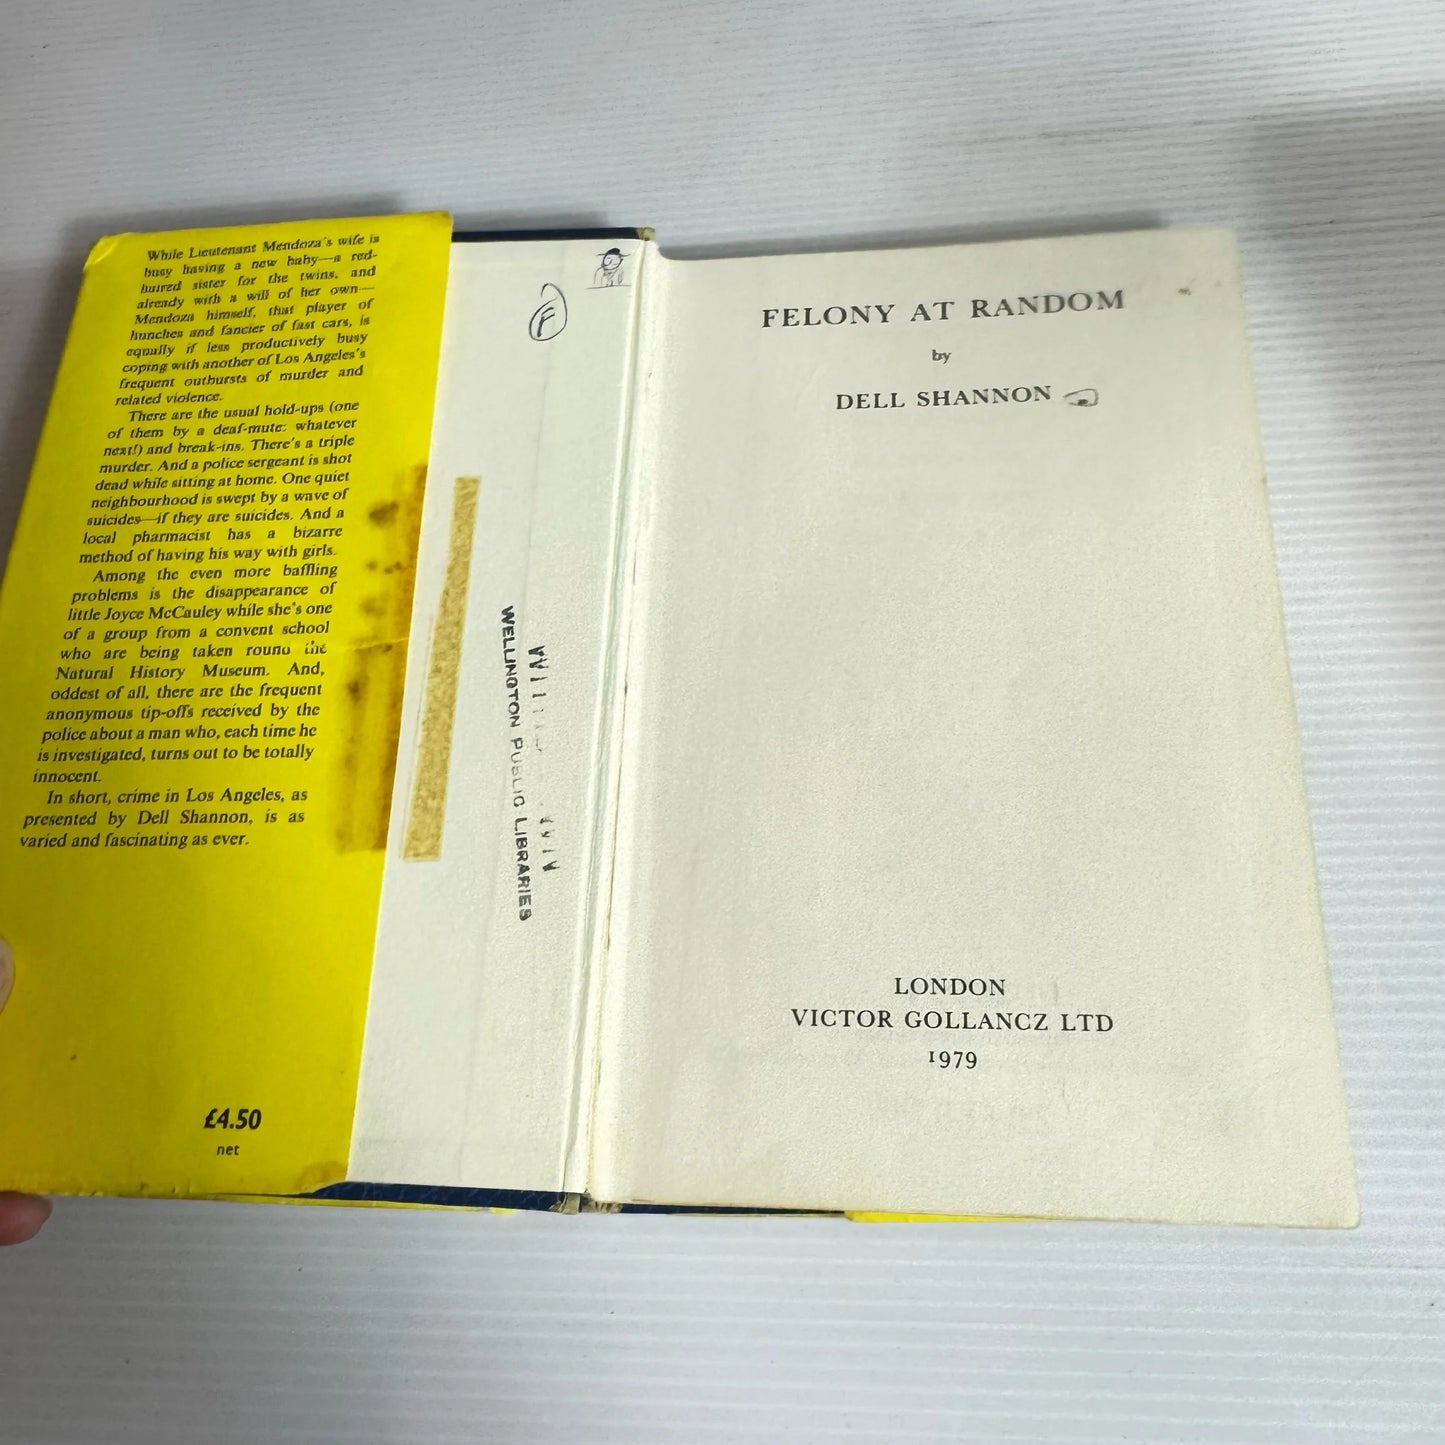 While Lieutenant Mendoza's wife is
busy having a new baby—a red-
haired sister for the twins, and
already with a will of her own—
Mendoza himself, that player of
hunches and fancier of fast cars, is
equally if less productively busy
coping with another of Los Angeles's
frequent outbursts of murder and
related violence.
There are the usual hold-ups (one
of them by a deaf-mute: whatever
next!) and break-ins. There's a triple
murder. And a police sergeant is shot
dead while sitting at home. One quiet
neighbourhood is swept by a wave of
suicides—if they are suicides. And a
local pharmacist has a bizarre
method of having his way with girls.
Among the even more baffling
problems is the disappearance of
little Joyce McCauley while she's one
of a group from a convent school
who are being taken round the
Natural History Museum. And,
oddest of all, there are the frequent
anonymous tip-offs received by the
police about a man who, each time he
is investigated, turns out to be totally
innocent.
In short, crime in Los Angeles, as
presented by Dell Shannon, is as
varied and fascinating as ever.
£4.50
net
F
WELLINGTON PUBLIC LIBRARIES
FELONY AT RANDOM
by
DELL SHANNON
LONDON
VICTOR GOLLANCZ LTD
1979